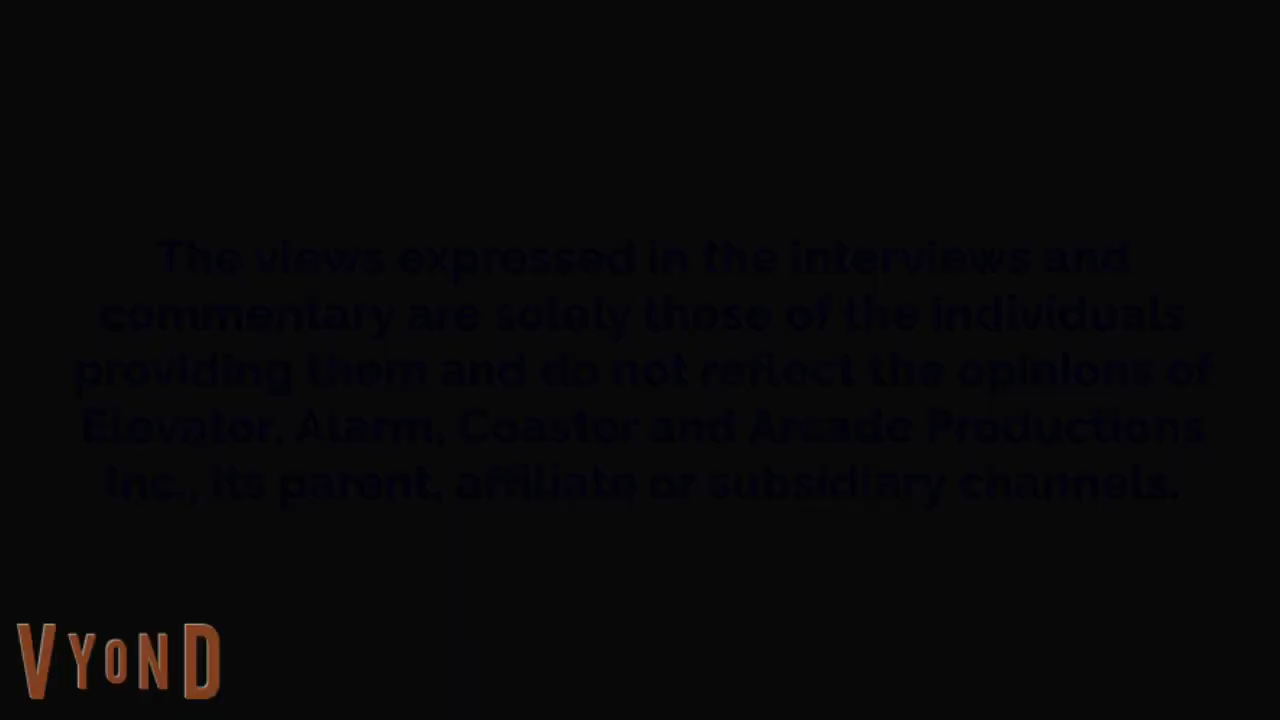 The views expressed in the interviews and
commentary are solely those of the individuals
providing them and do not reflect the opinions of
Elevator, Alarm, Coaster and Arcade Productions
Inc., its parent, affiliate or subsidiary channels.
VYOND